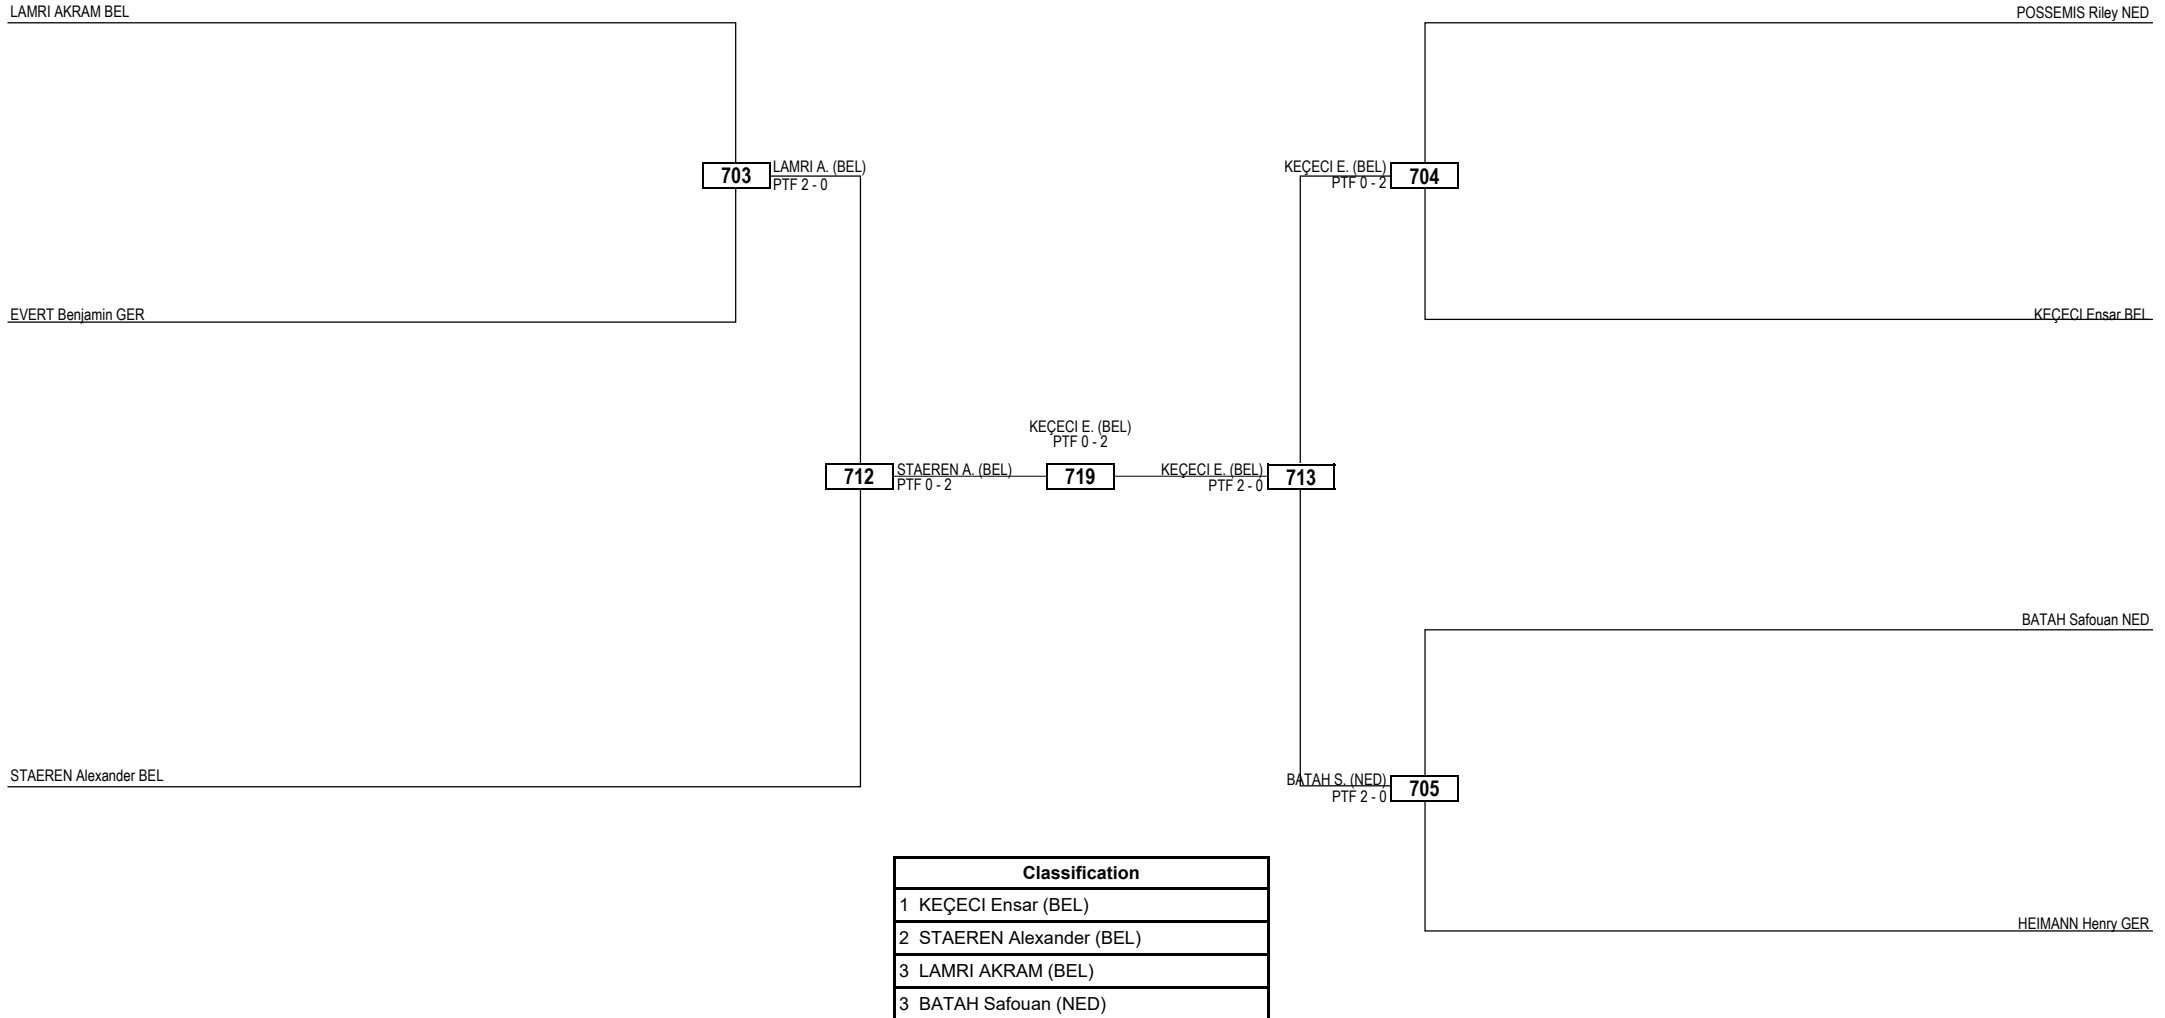 LAMRI AKRAM BEL
POSSEMIS Riley NED
703
LAMRI A. (BEL)
PTF 2 - 0
KEÇECI E. (BEL)
PTF 0 - 2
704
EVERT Benjamin GER
KEÇECI Ensar BEL
KEÇECI E. (BEL)
PTF 0 - 2
712
STAEREN A. (BEL)
PTF 0 - 2
719
KEÇECI E. (BEL)
PTF 2 - 0
713
BATAH Safouan NED
STAEREN Alexander BEL
BATAH S. (NED)
PTF 2 - 0
705
HEIMANN Henry GER
Classification
1 KEÇECI Ensar (BEL)
2 STAEREN Alexander (BEL)
3 LAMRI AKRAM (BEL)
3 BATAH Safouan (NED)